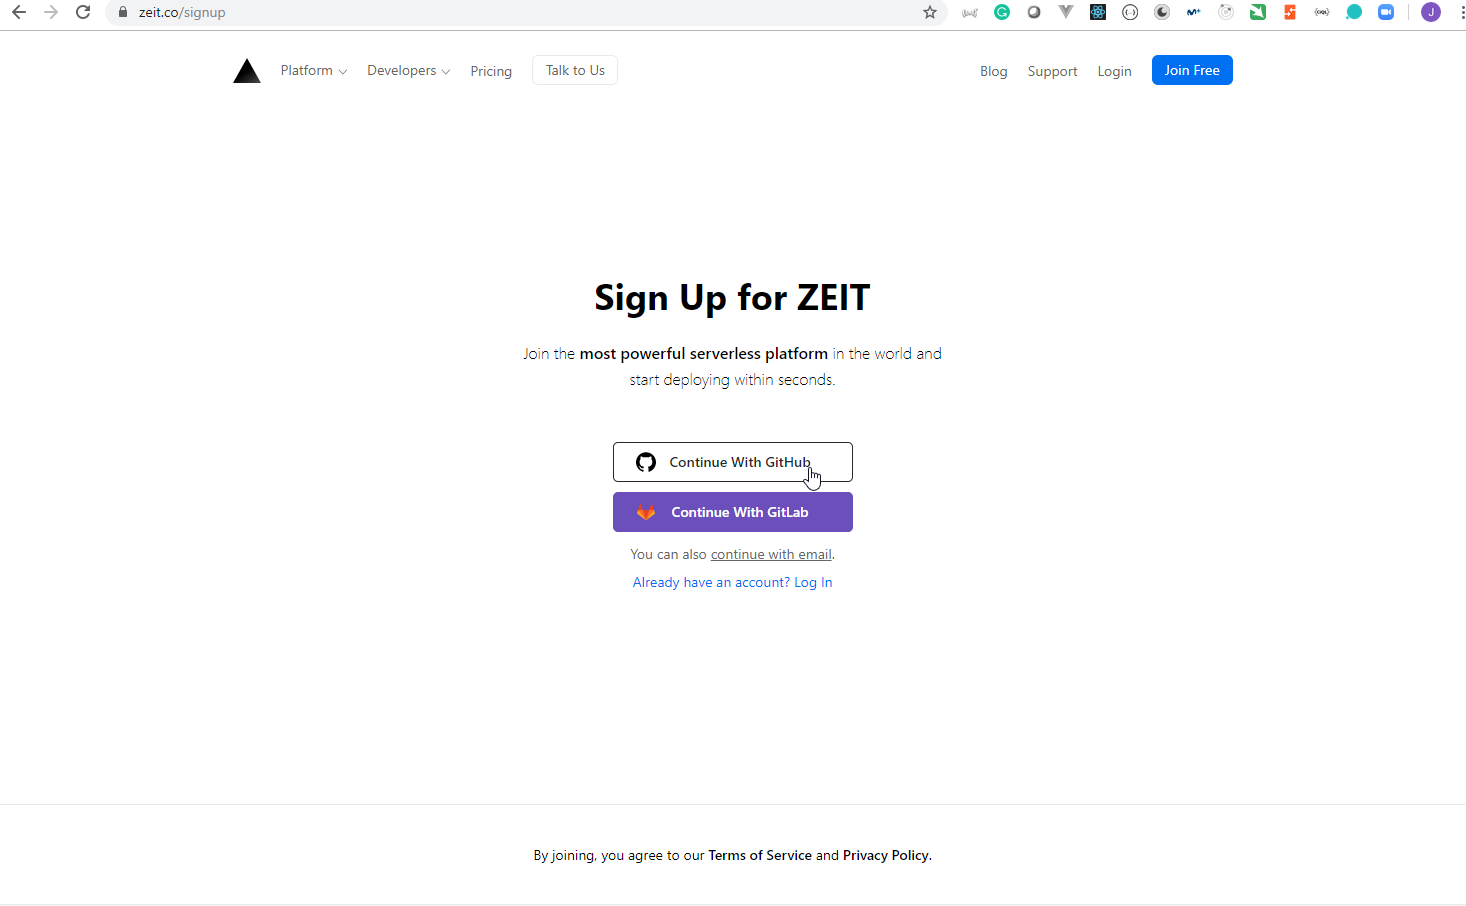 zeit.co/signup
J
Platform Developers Pricing Talk to Us Blog Support Login Join Free
Sign Up for ZEIT
Join the most powerful serverless platform in the world and
start deploying within seconds.
Continue With GitHub
Continue With GitLab
You can also continue with email.
Already have an account? Log In
By joining, you agree to our Terms of Service and Privacy Policy.